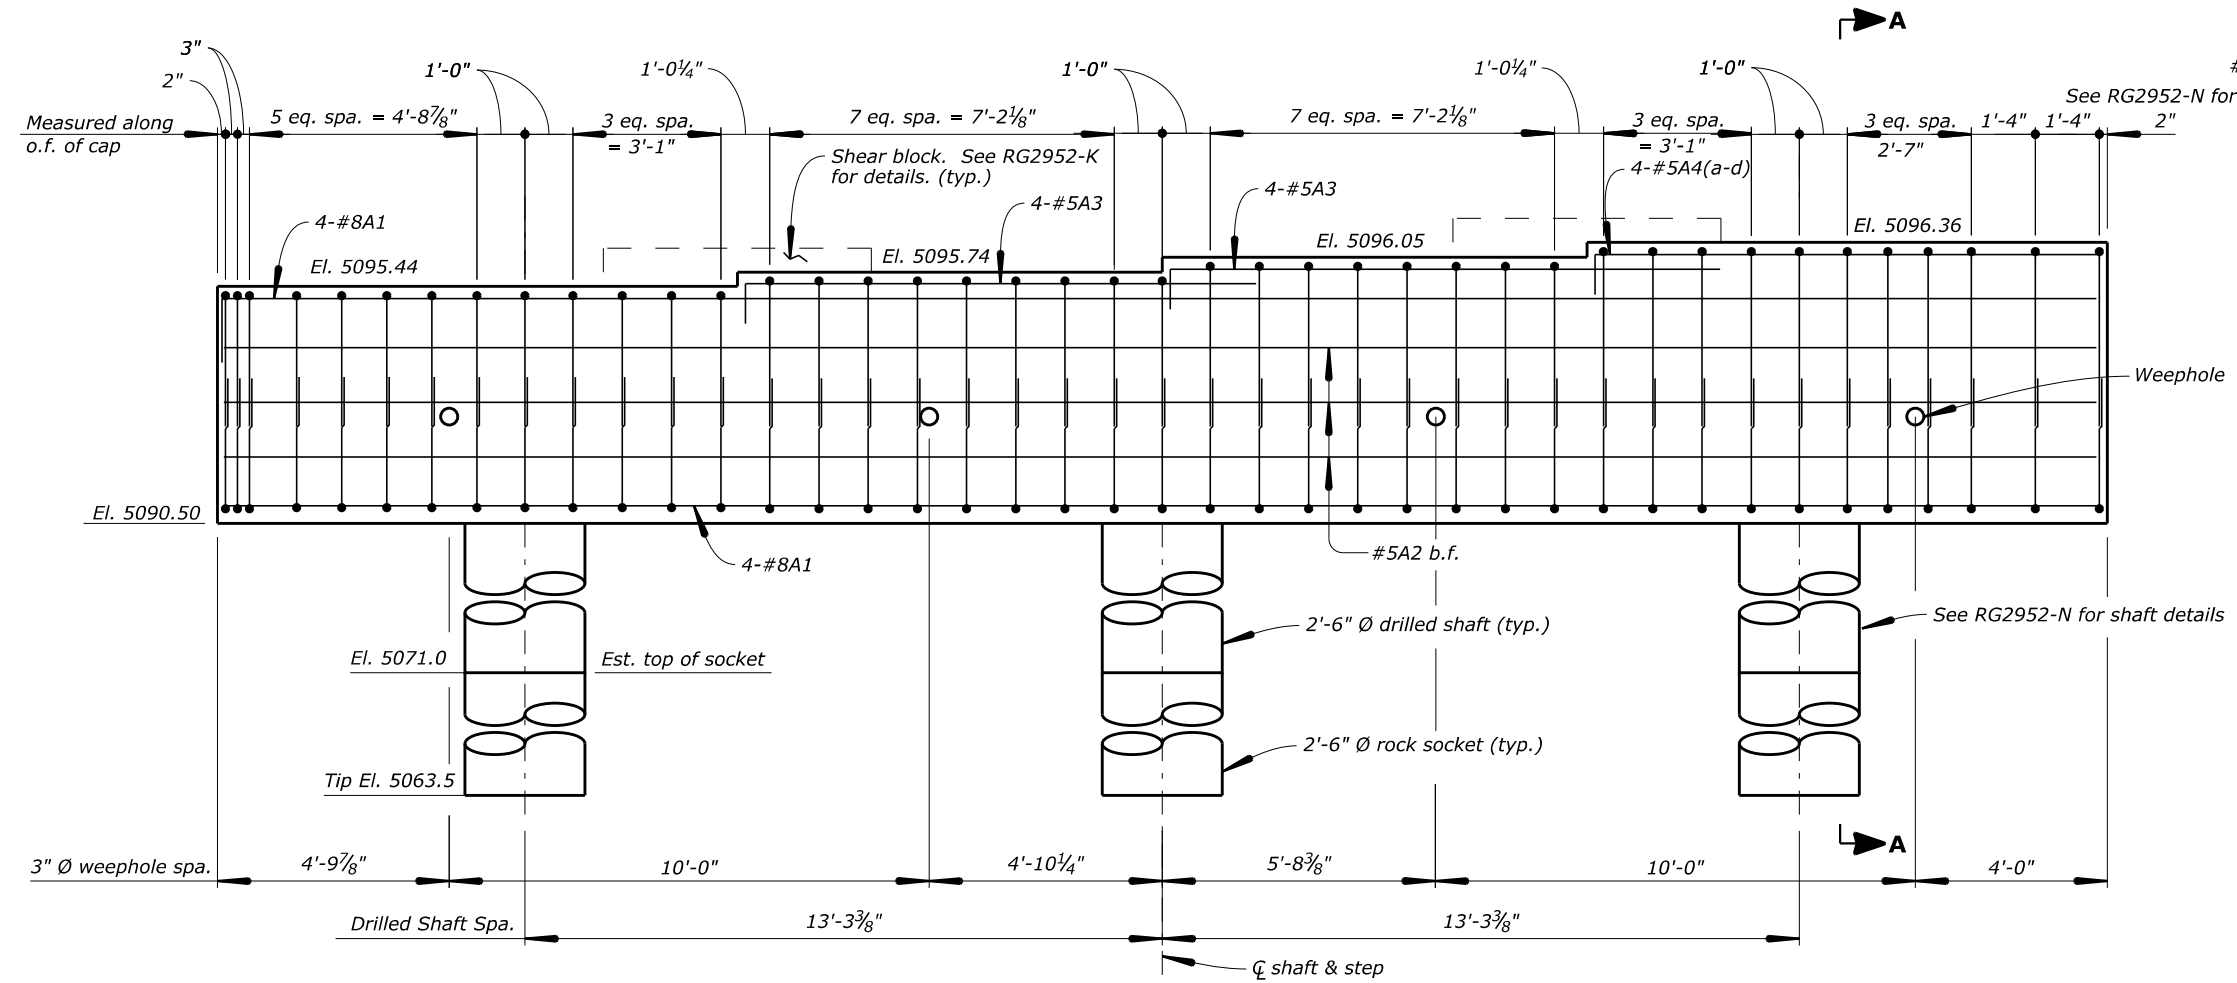 A
3"
2"
1'-0"
1'-0¼"
1'-0"
1'-0¼"
1'-0"
#
See RG2952-N for
Measured along
o.f. of cap
5 eq. spa. = 4'-8⅞"
3 eq. spa.
= 3'-1"
7 eq. spa. = 7'-2⅛"
7 eq. spa. = 7'-2⅛"
3 eq. spa.
= 3'-1"
3 eq. spa.
2'-7"
1'-4"
1'-4"
2"
Shear block. See RG2952-K
for details. (typ.)
4-#5A4(a-d)
4-#5A3
4-#5A3
4-#8A1
El. 5095.44
El. 5095.74
El. 5096.05
El. 5096.36
Weephole
El. 5090.50
4-#8A1
#5A2 b.f.
2'-6" Ø drilled shaft (typ.)
See RG2952-N for shaft details
El. 5071.0
Est. top of socket
2'-6" Ø rock socket (typ.)
Tip El. 5063.5
A
3" Ø weephole spa.
4'-9⅞"
10'-0"
4'-10¼"
5'-8⅜"
10'-0"
4'-0"
Drilled Shaft Spa.
13'-3⅜"
13'-3⅜"
℄ shaft & step